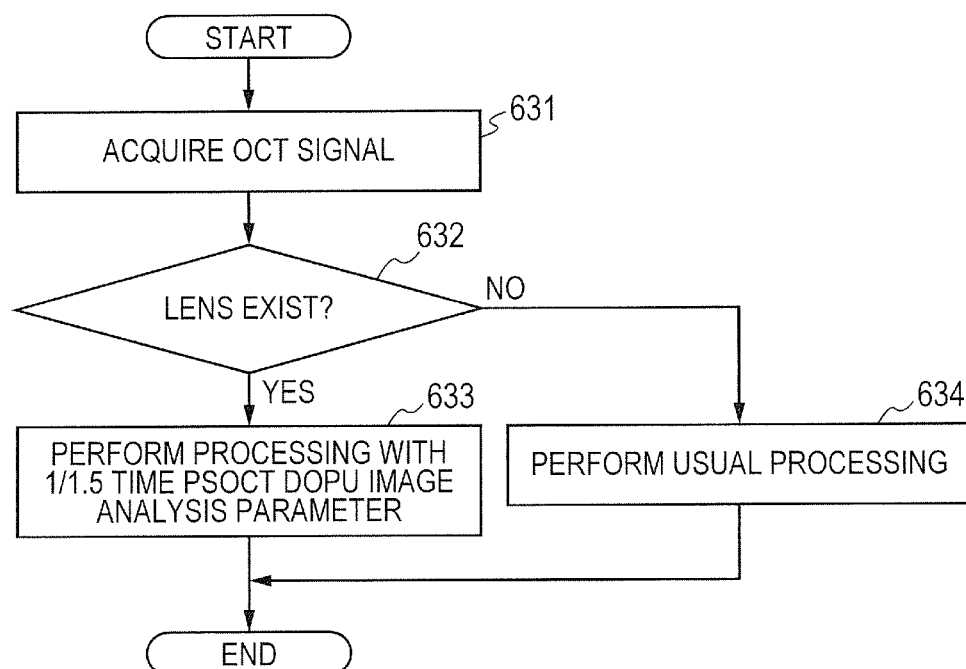 START
631
ACQUIRE OCT SIGNAL
632
LENS EXIST?
NO
YES
633
PERFORM PROCESSING WITH
1/1.5 TIME PSOCT DOPU IMAGE
ANALYSIS PARAMETER
634
PERFORM USUAL PROCESSING
END